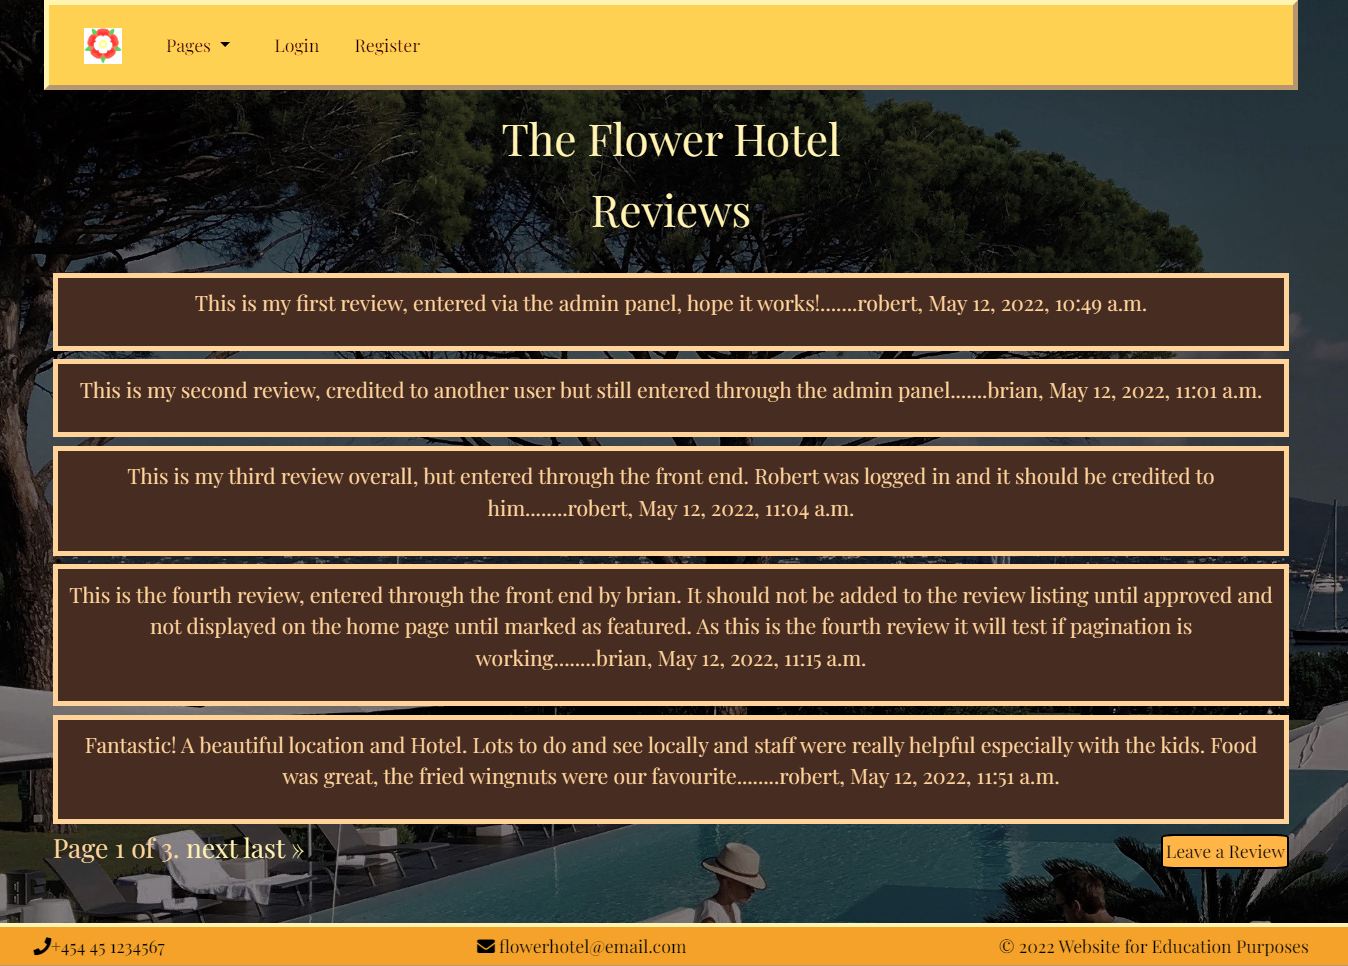 Pages
Login
Register
The Flower Hotel
Reviews
This is my first review, entered via the admin panel, hope it works!.......robert, May 12, 2022, 10:49 a.m.
This is my second review, credited to another user but still entered through the admin panel.......brian, May 12, 2022, 11:01 a.m.
This is my third review overall, but entered through the front end. Robert was logged in and it should be credited to
him........robert, May 12, 2022, 11:04 a.m.
This is the fourth review, entered through the front end by brian. It should not be added to the review listing until approved and
not displayed on the home page until marked as featured. As this is the fourth review it will test if pagination is
working........brian, May 12, 2022, 11:15 a.m.
Fantastic! A beautiful location and Hotel. Lots to do and see locally and staff were really helpful especially with the kids. Food
was great, the fried wingnuts were our favourite........robert, May 12, 2022, 11:51 a.m.
Page 1 of 3. next last »
Leave a Review
+454 45 1234567
flowerhotel@email.com
© 2022 Website for Education Purposes